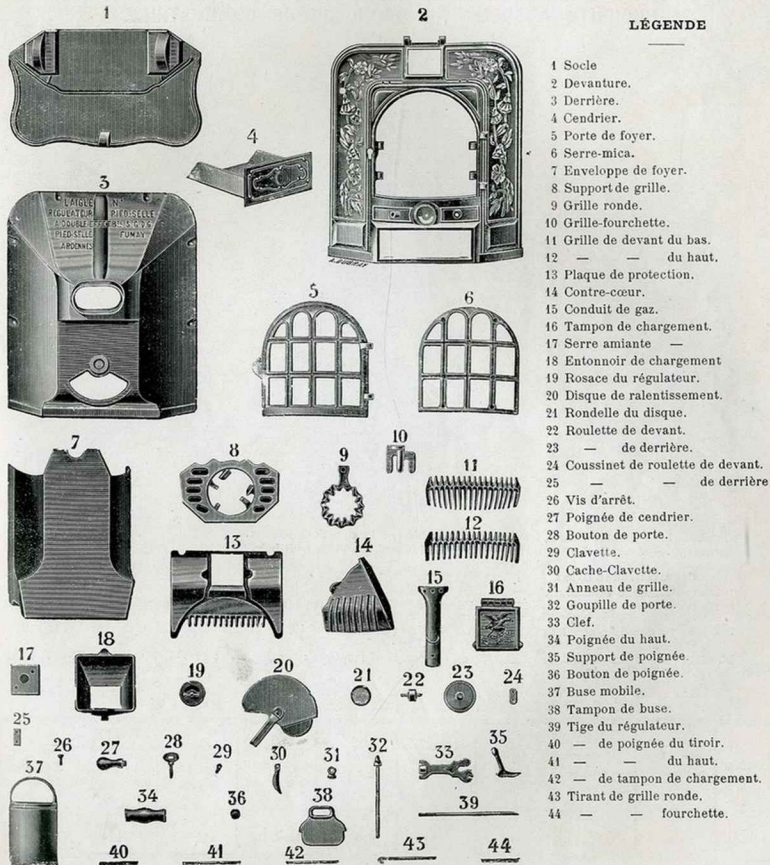 1
2
LÉGENDE
1 Socle
2 Devanture.
3 Derrière.
4 Cendrier.
5 Porte de foyer.
6 Serre-mica.
7 Enveloppe de foyer.
8 Support de grille.
9 Grille ronde.
10 Grille-fourchette.
11 Grille de devant du bas.
12 — — du haut.
13 Plaque de protection.
14 Contre-cœur.
15 Conduit de gaz.
16 Tampon de chargement.
17 Serre amiante —
18 Entonnoir de chargement
19 Rosace du régulateur.
20 Disque de ralentissement.
21 Rondelle du disque.
22 Roulette de devant.
23 — de derrière.
24 Coussinet de roulette de devant.
25 — — de derrière
26 Vis d'arrêt.
27 Poignée de cendrier.
28 Bouton de porte.
29 Clavette.
30 Cache-Clavette.
31 Anneau de grille.
32 Goupille de porte.
33 Clef.
34 Poignée du haut.
35 Support de poignée.
36 Bouton de poignée.
37 Buse mobile.
38 Tampon de buse.
39 Tige du régulateur.
40 — de poignée du tiroir.
41 — — du haut.
42 — de tampon de chargement.
43 Tirant de grille ronde.
44 — — fourchette.
4
3
L'AIGLE N°
RÉGULATEUR PIED-SELLE
A DOUBLE EFFET
PIED-SELLE FUMAY
ARDENNES
5
6
7
8
9
10
11
12
13
14
15
16
17
18
19
20
21
22
23
24
25
26
27
28
29
30
31
32
33
35
37
34
36
38
39
40
41
42
43
44